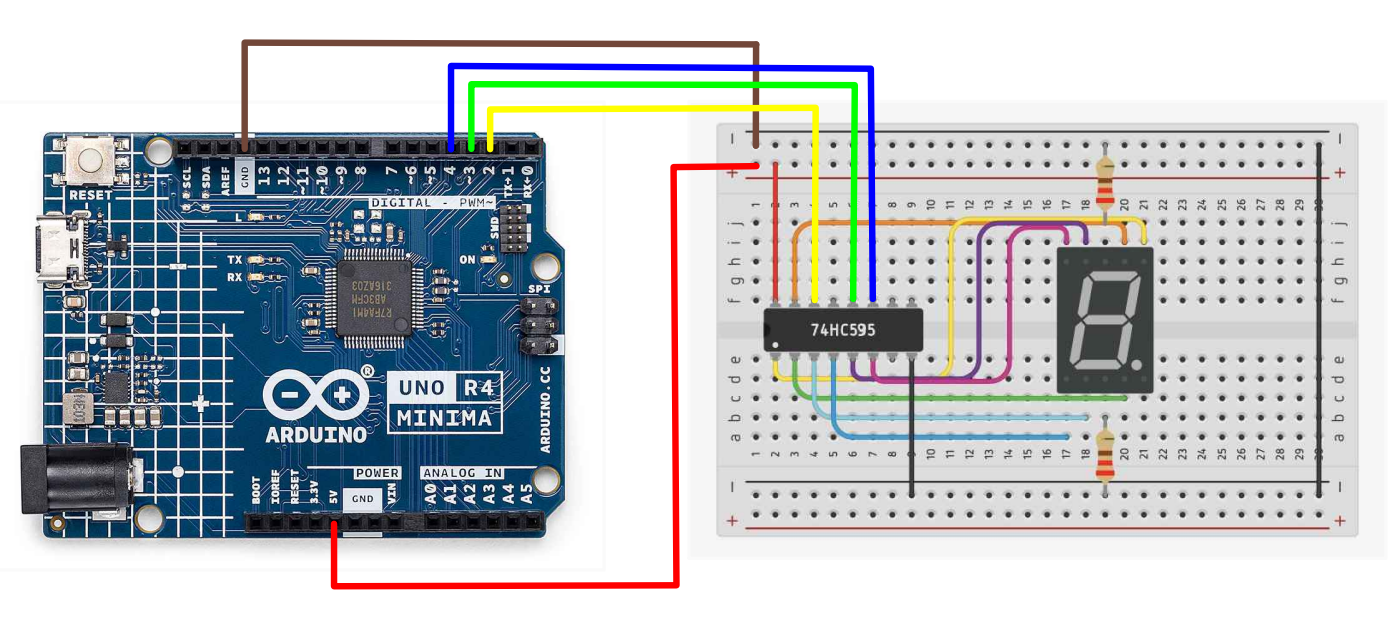 RESET
SCL
SDA
AREF
GND
13
12
~11
~10
~9
8
7
~6
~5
4
~3
2
TX→1
RX←0
DIGITAL - PWM~
L
TX
RX
ON
SWD
SPI
R7FA4M1
AB3CFM
316AZ03
UNO R4
MINIMA
ARDUINO
®
ARDUINO.CC
POWER
ANALOG IN
BOOT
IOREF
RESET
3.3V
5V
GND
VIN
A0
A1
A2
A3
A4
A5
- -
+ +
1 2 3 4 5 6 7 8 9 10 11 12 13 14 15 16 17 18 19 20 21 22 23 24 25 26 27 28 29 30
j j
i i
h h
g g
f f
74HC595
e e
d d
c c
b b
a a
1 2 3 4 5 6 7 8 9 10 11 12 13 14 15 16 17 18 19 20 21 22 23 24 25 26 27 28 29 30
- -
+ +